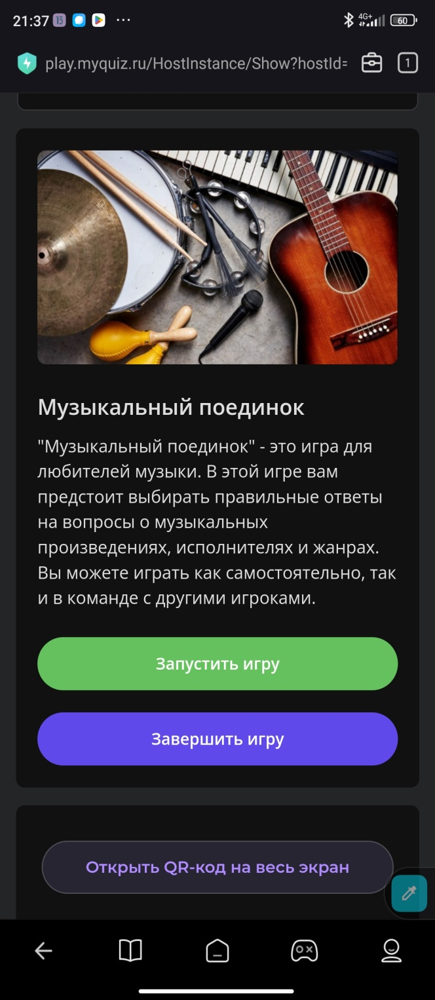 21:37
4G+
60
play.myquiz.ru/HostInstance/Show?hostId=
1
Музыкальный поединок
"Музыкальный поединок" - это игра для
любителей музыки. В этой игре вам
предстоит выбирать правильные ответы
на вопросы о музыкальных
произведениях, исполнителях и жанрах.
Вы можете играть как самостоятельно, так
и в команде с другими игроками.
Запустить игру
Завершить игру
Открыть QR-код на весь экран